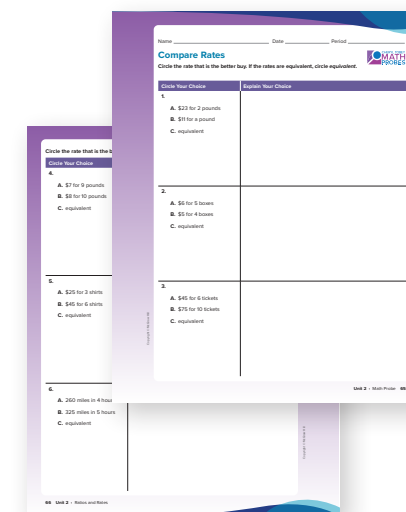 Name Date Period
Compare Rates
MATH
PROBES
Circle the rate that is the better buy. If the rates are equivalent, circle equivalent.
Circle Your Choice Explain Your Choice
1.
A. $23 for 2 pounds
B. $11 for a pound
C. equivalent
2.
A. $6 for 5 boxes
B. $5 for 4 boxes
C. equivalent
3.
A. $45 for 6 tickets
B. $75 for 10 tickets
C. equivalent
Unit 2 • Math Probe 65
Circle the rate that is the b
Circle Your Choice
4.
A. $7 for 9 pounds
B. $8 for 10 pounds
C. equivalent
5.
A. $25 for 3 shirts
B. $45 for 6 shirts
C. equivalent
6.
A. 260 miles in 4 hour
B. 325 miles in 5 hours
C. equivalent
66 Unit 2 • Ratios and Rates